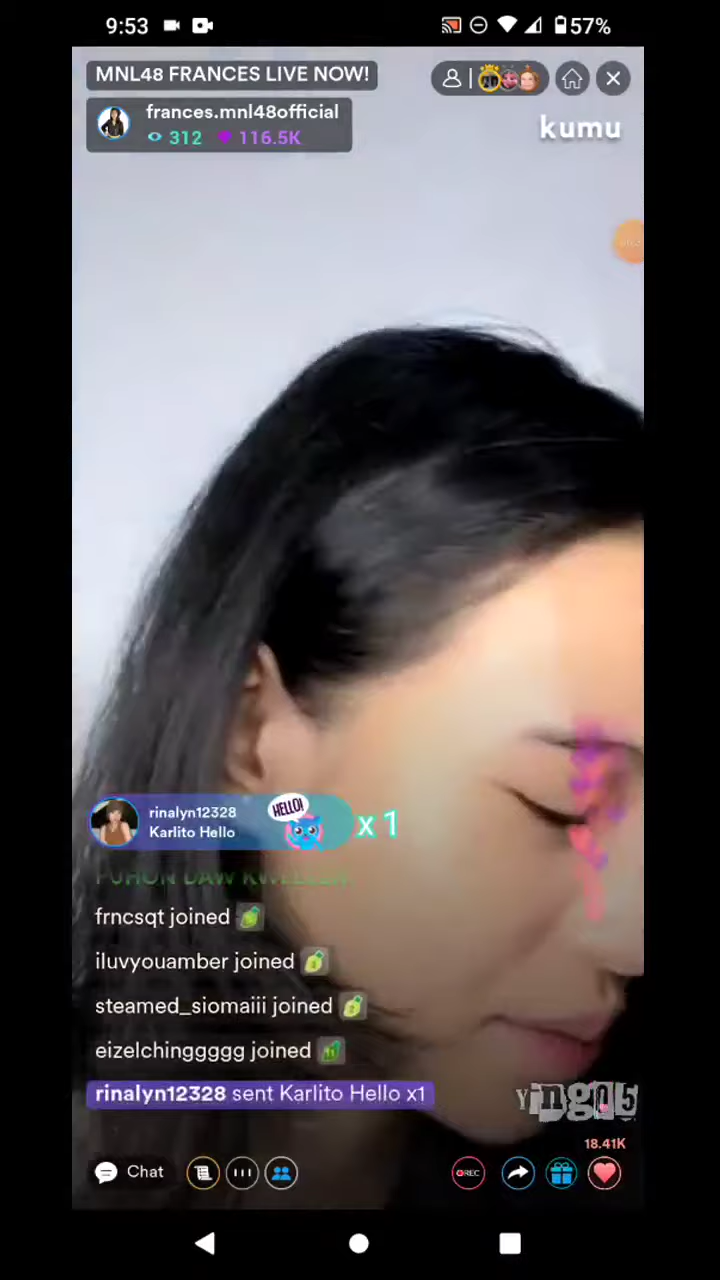 9:53
57%
MNL48 FRANCES LIVE NOW!
frances.mnl48official
312 116.5K
kumu
rinalyn12328
Karlito Hello
HELLO!
x 1
frncsqt joined
iluvyouamber joined
steamed_siomaiii joined
eizelchinggggg joined
rinalyn12328 sent Karlito Hello x1
18.41K
Chat
REC